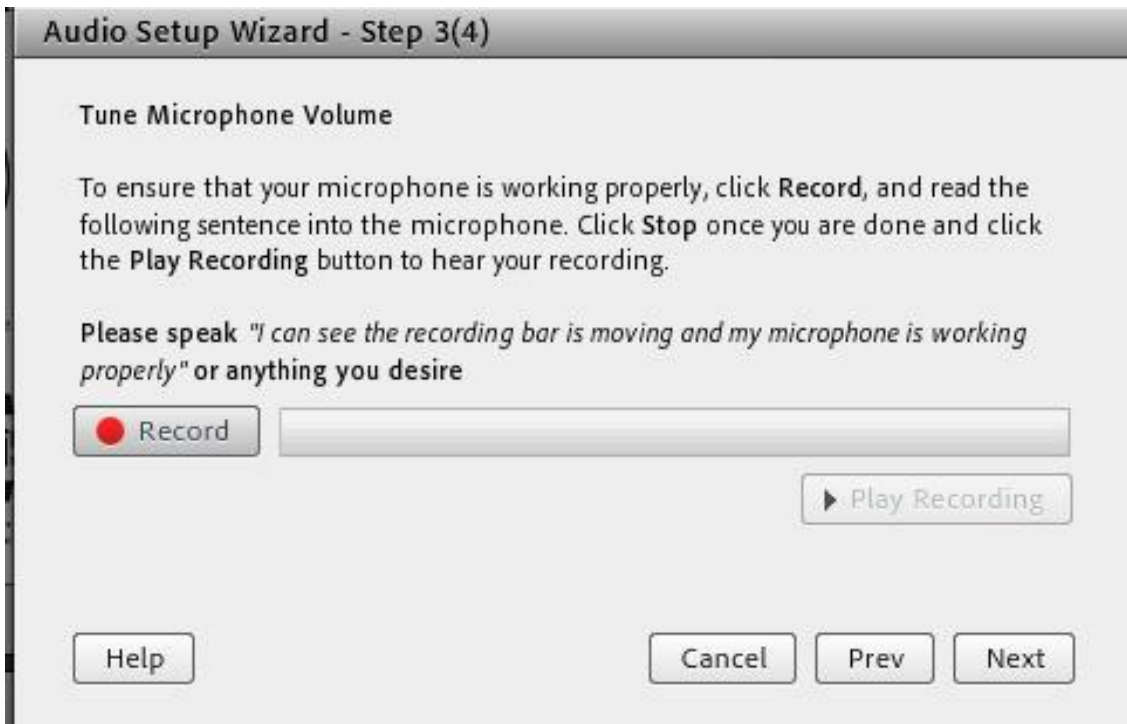 Audio Setup Wizard - Step 3(4)
Tune Microphone Volume
To ensure that your microphone is working properly, click Record, and read the
following sentence into the microphone. Click Stop once you are done and click
the Play Recording button to hear your recording.
Please speak "I can see the recording bar is moving and my microphone is working
properly" or anything you desire
Record
Play Recording
Help
Cancel
Prev
Next